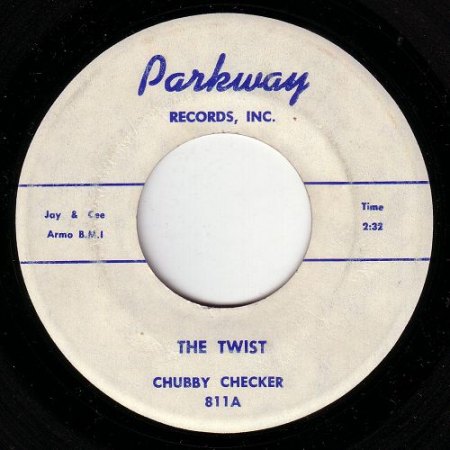 Parkway
RECORDS, INC.
Jay & Cee
Armo B.M.I
Time
2:32
THE TWIST
CHUBBY CHECKER
811A